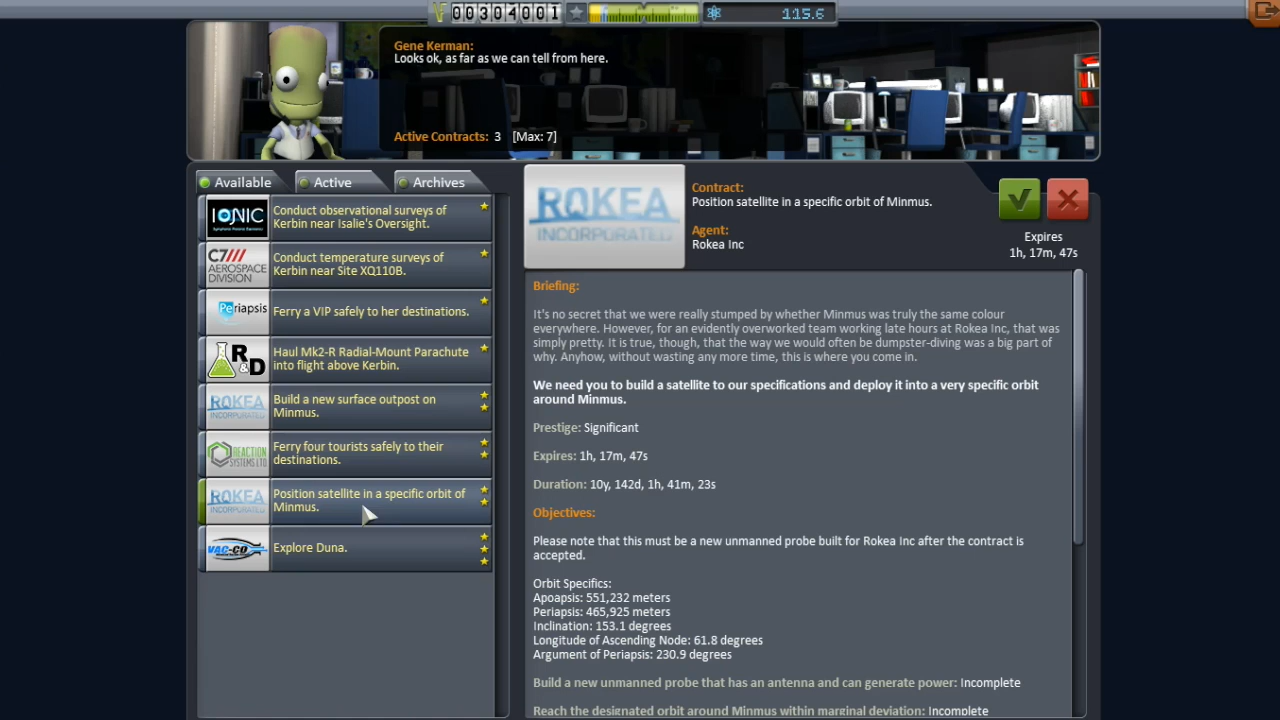 00304001
115.6
Gene Kerman:
Looks ok, as far as we can tell from here.
Active Contracts: 3 [Max: 7]
Available
Active
Archives
IONIC
Conduct observational surveys of
Kerbin near Isalie's Oversight.
C7///
AEROSPACE
DIVISION
Conduct temperature surveys of
Kerbin near Site XQ110B.
Periapsis
Ferry a VIP safely to her destinations.
R&D
Haul Mk2-R Radial-Mount Parachute
into flight above Kerbin.
ROKEA
INCORPORATED
Build a new surface outpost on
Minmus.
REACTION
SYSTEMS LTD
Ferry four tourists safely to their
destinations.
ROKEA
INCORPORATED
Position satellite in a specific orbit of
Minmus.
VAC-CO
Explore Duna.
ROKEA
INCORPORATED
Contract:
Position satellite in a specific orbit of Minmus.
Agent:
Rokea Inc
Expires
1h, 17m, 47s
Briefing:
It's no secret that we were really stumped by whether Minmus was truly the same colour
everywhere. However, for an evidently overworked team working late hours at Rokea Inc, that was
simply pretty. It is true, though, that the way we would often be dumpster-diving was a big part of
why. Anyhow, without wasting any more time, this is where you come in.
We need you to build a satellite to our specifications and deploy it into a very specific orbit
around Minmus.
Prestige: Significant
Expires: 1h, 17m, 47s
Duration: 10y, 142d, 1h, 41m, 23s
Objectives:
Please note that this must be a new unmanned probe built for Rokea Inc after the contract is
accepted.
Orbit Specifics:
Apoapsis: 551,232 meters
Periapsis: 465,925 meters
Inclination: 153.1 degrees
Longitude of Ascending Node: 61.8 degrees
Argument of Periapsis: 230.9 degrees
Build a new unmanned probe that has an antenna and can generate power: Incomplete
Reach the designated orbit around Minmus within marginal deviation: Incomplete